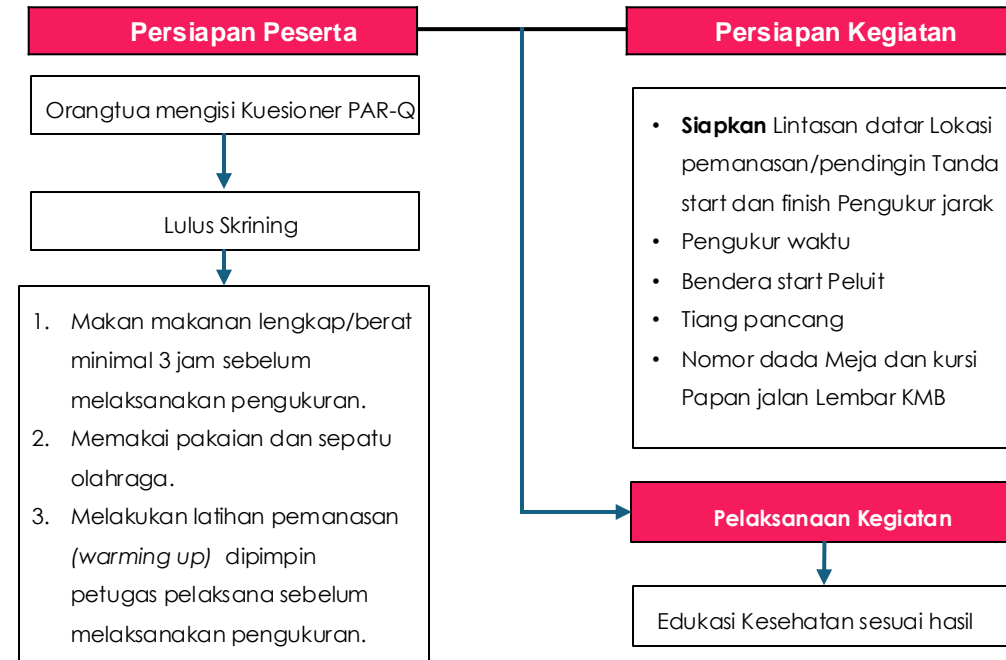 Persiapan Peserta
Orangtua mengisi Kuesioner PAR-Q
Lulus Skrining
1. Makan makanan lengkap/berat
minimal 3 jam sebelum
melaksanakan pengukuran.
2. Memakai pakaian dan sepatu
olahraga.
3. Melakukan latihan pemanasan
(warming up) dipimpin
petugas pelaksana sebelum
melaksanakan pengukuran.
Persiapan Kegiatan
• Siapkan Lintasan datar Lokasi
pemanasan/pendingin Tanda
start dan finish Pengukur jarak
• Pengukur waktu
• Bendera start Peluit
• Tiang pancang
• Nomor dada Meja dan kursi
Papan jalan Lembar KMB
Pelaksanaan Kegiatan
Edukasi Kesehatan sesuai hasil